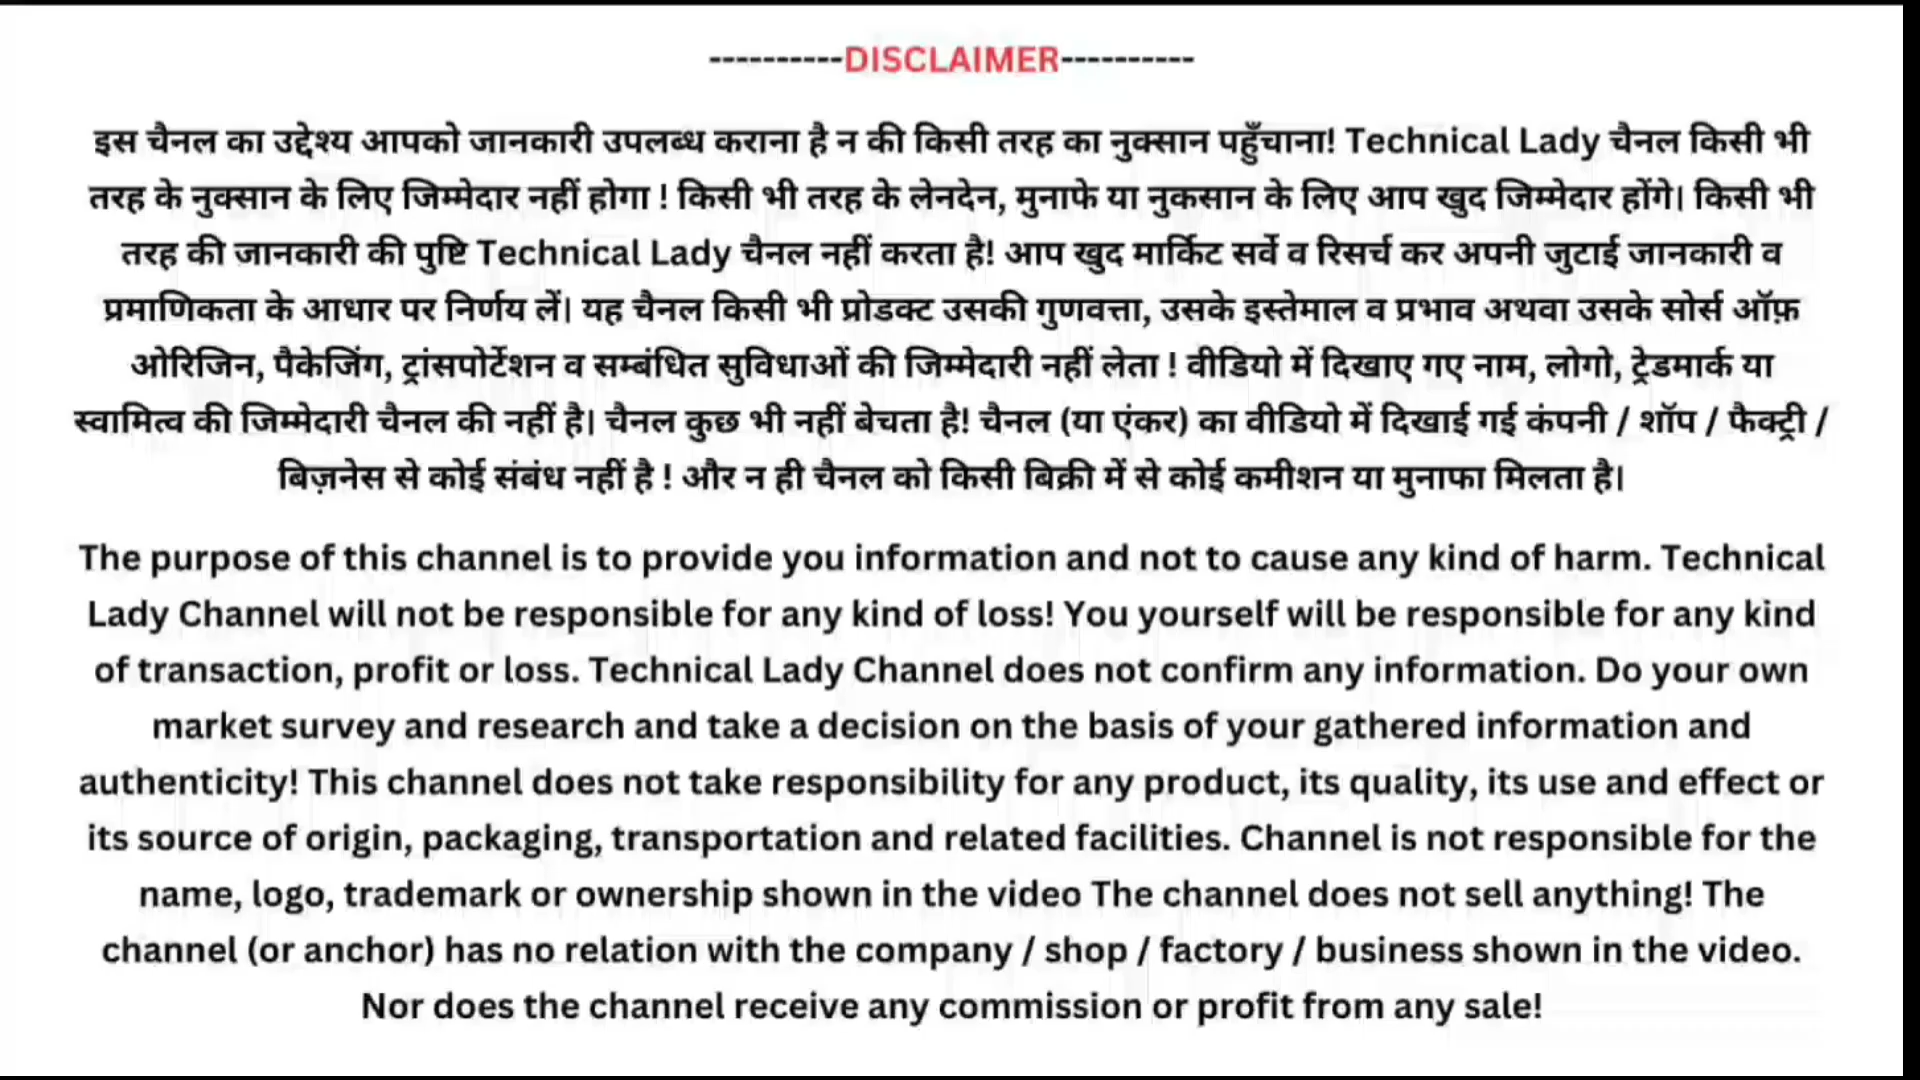 ----------DISCLAIMER----------
इस चैनल का उद्देश्य आपको जानकारी उपलब्ध कराना है न की किसी तरह का नुक्सान पहुँचाना! Technical Lady चैनल किसी भी
तरह के नुक्सान के लिए जिम्मेदार नहीं होगा ! किसी भी तरह के लेनदेन, मुनाफे या नुकसान के लिए आप खुद जिम्मेदार होंगे। किसी भी
तरह की जानकारी की पुष्टि Technical Lady चैनल नहीं करता है! आप खुद मार्किट सर्वे व रिसर्च कर अपनी जुटाई जानकारी व
प्रमाणिकता के आधार पर निर्णय लें। यह चैनल किसी भी प्रोडक्ट उसकी गुणवत्ता, उसके इस्तेमाल व प्रभाव अथवा उसके सोर्स ऑफ़
ओरिजिन, पैकेजिंग, ट्रांसपोर्टेशन व सम्बंधित सुविधाओं की जिम्मेदारी नहीं लेता ! वीडियो में दिखाए गए नाम, लोगो, ट्रेडमार्क या
स्वामित्व की जिम्मेदारी चैनल की नहीं है। चैनल कुछ भी नहीं बेचता है! चैनल (या एंकर) का वीडियो में दिखाई गई कंपनी / शॉप / फैक्ट्री /
बिज़नेस से कोई संबंध नहीं है ! और न ही चैनल को किसी बिक्री में से कोई कमीशन या मुनाफा मिलता है।
The purpose of this channel is to provide you information and not to cause any kind of harm. Technical
Lady Channel will not be responsible for any kind of loss! You yourself will be responsible for any kind
of transaction, profit or loss. Technical Lady Channel does not confirm any information. Do your own
market survey and research and take a decision on the basis of your gathered information and
authenticity! This channel does not take responsibility for any product, its quality, its use and effect or
its source of origin, packaging, transportation and related facilities. Channel is not responsible for the
name, logo, trademark or ownership shown in the video The channel does not sell anything! The
channel (or anchor) has no relation with the company / shop / factory / business shown in the video.
Nor does the channel receive any commission or profit from any sale!